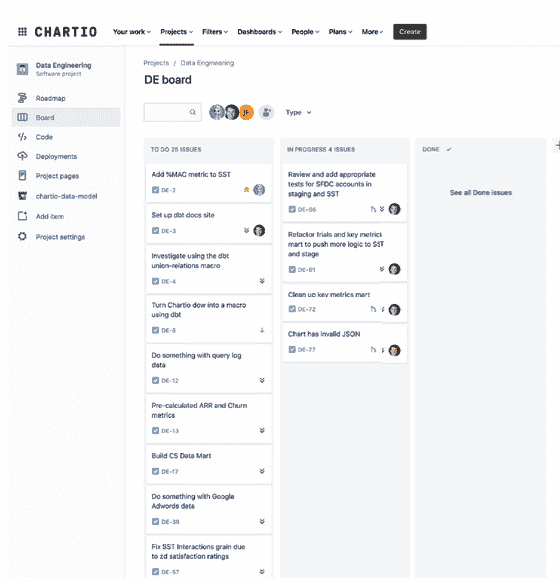 CHARTIO
Your work
Projects
Filters
Dashboards
People
Plans
More
Create
Data Engineering
Software project
Roadmap
Board
Code
Deployments
Project pages
chartio-data-model
Add item
Project settings
Projects / Data Engineering
DE board
Type
TO DO 25 ISSUES
Add %MAC metric to SST
DE-2
Set up dbt docs site
DE-3
Investigate using the dbt
union-relations macro
DE-4
Turn Chartio dow into a macro
using dbt
DE-5
Do something with query log
data
DE-12
Pre-calculated ARR and Churn
metrics
DE-13
Build CS Data Mart
DE-17
Do something with Google
Adwords data
DE-38
Fix SST Interactions grain due
to zd satisfaction ratings
DE-57
IN PROGRESS 4 ISSUES
Review and add appropriate
tests for SFDC accounts in
staging and SST
DE-66
Refactor trials and key metrics
mart to push more logic to SST
and stage
DE-61
Clean up key metrics mart
DE-72
Chart has invalid JSON
DE-77
DONE
See all Done issues